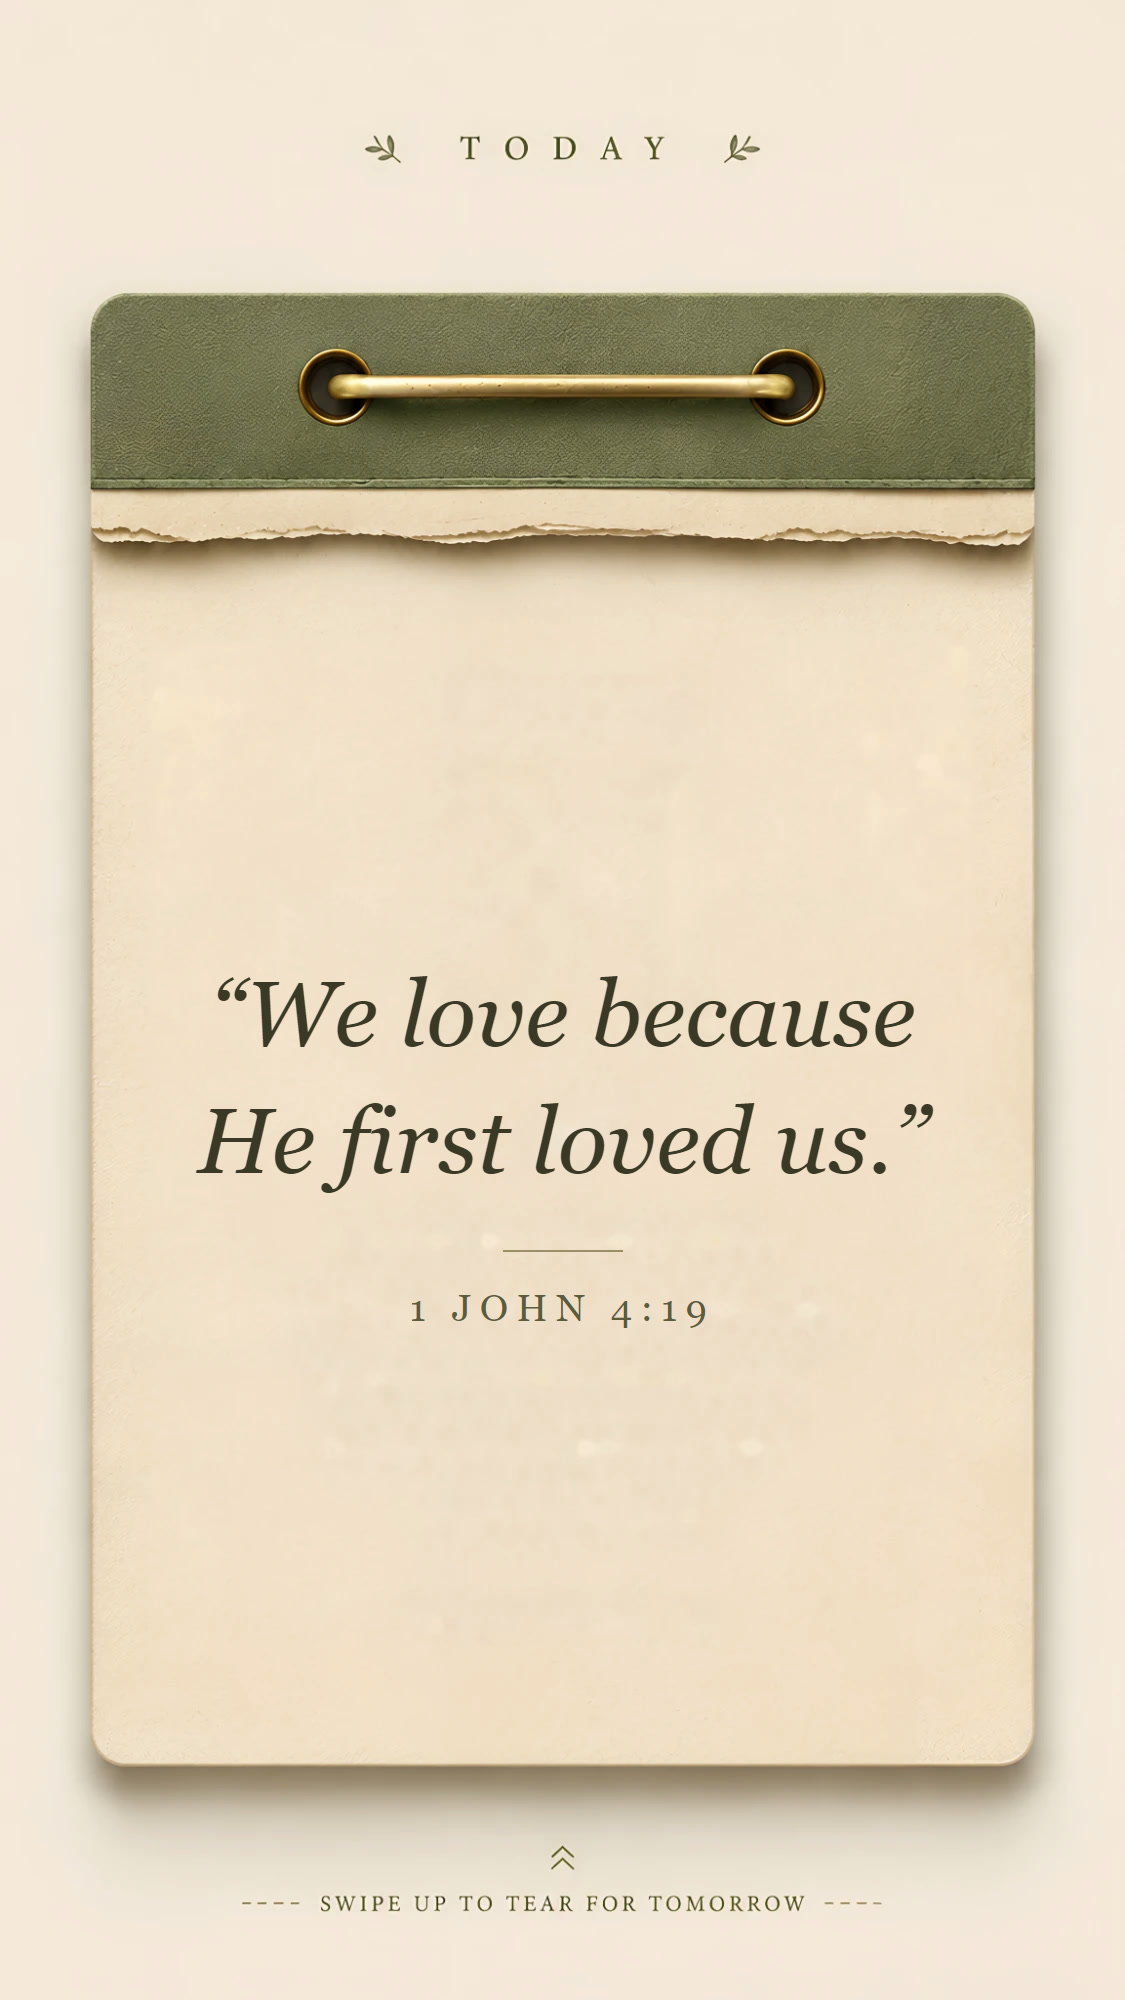 TODAY
“We love because
He first loved us.”
1 JOHN 4:19
SWIPE UP TO TEAR FOR TOMORROW